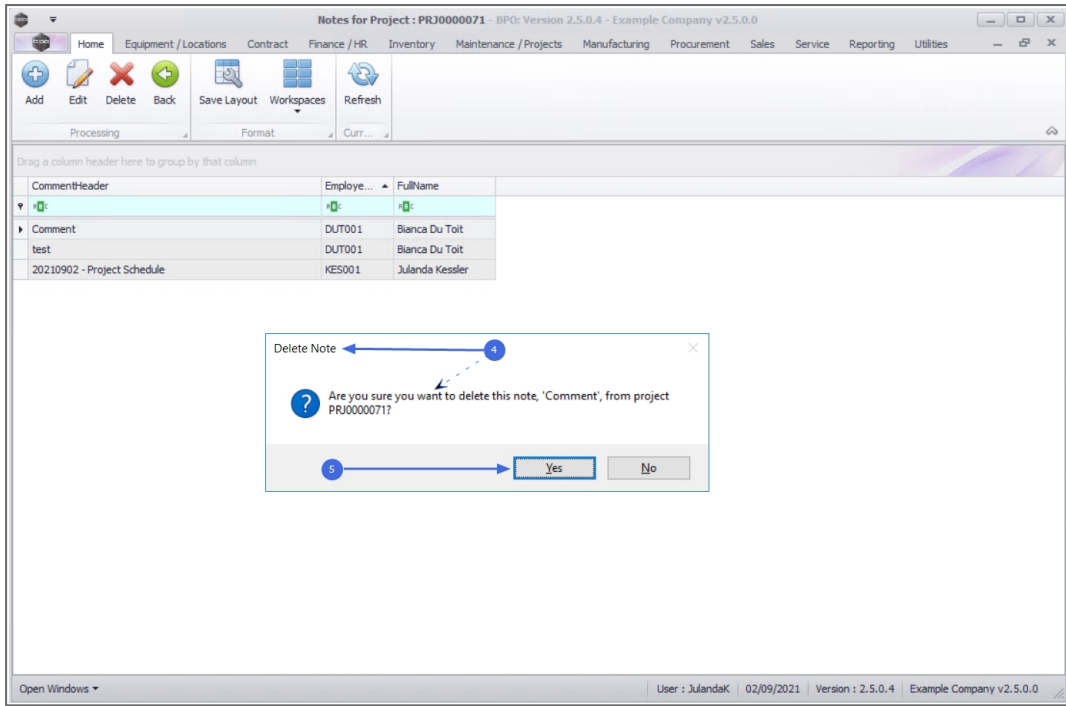 Notes for Project : PRJ0000071 - BPO: Version 2.5.0.4 - Example Company v2.5.0.0
Home Equipment / Locations Contract Finance / HR Inventory Maintenance / Projects Manufacturing Procurement Sales Service Reporting Utilities
Add Edit Delete Back Save Layout Workspaces Refresh
Processing Format Curr...
Drag a column header here to group by that column
CommentHeader Employe... FullName
Comment DUT001 Bianca Du Toit
test DUT001 Bianca Du Toit
20210902 - Project Schedule KES001 Julanda Kessler
Delete Note 4
Are you sure you want to delete this note, 'Comment', from project
PRJ0000071?
5 Yes No
Open Windows User : JulandaK 02/09/2021 Version : 2.5.0.4 Example Company v2.5.0.0